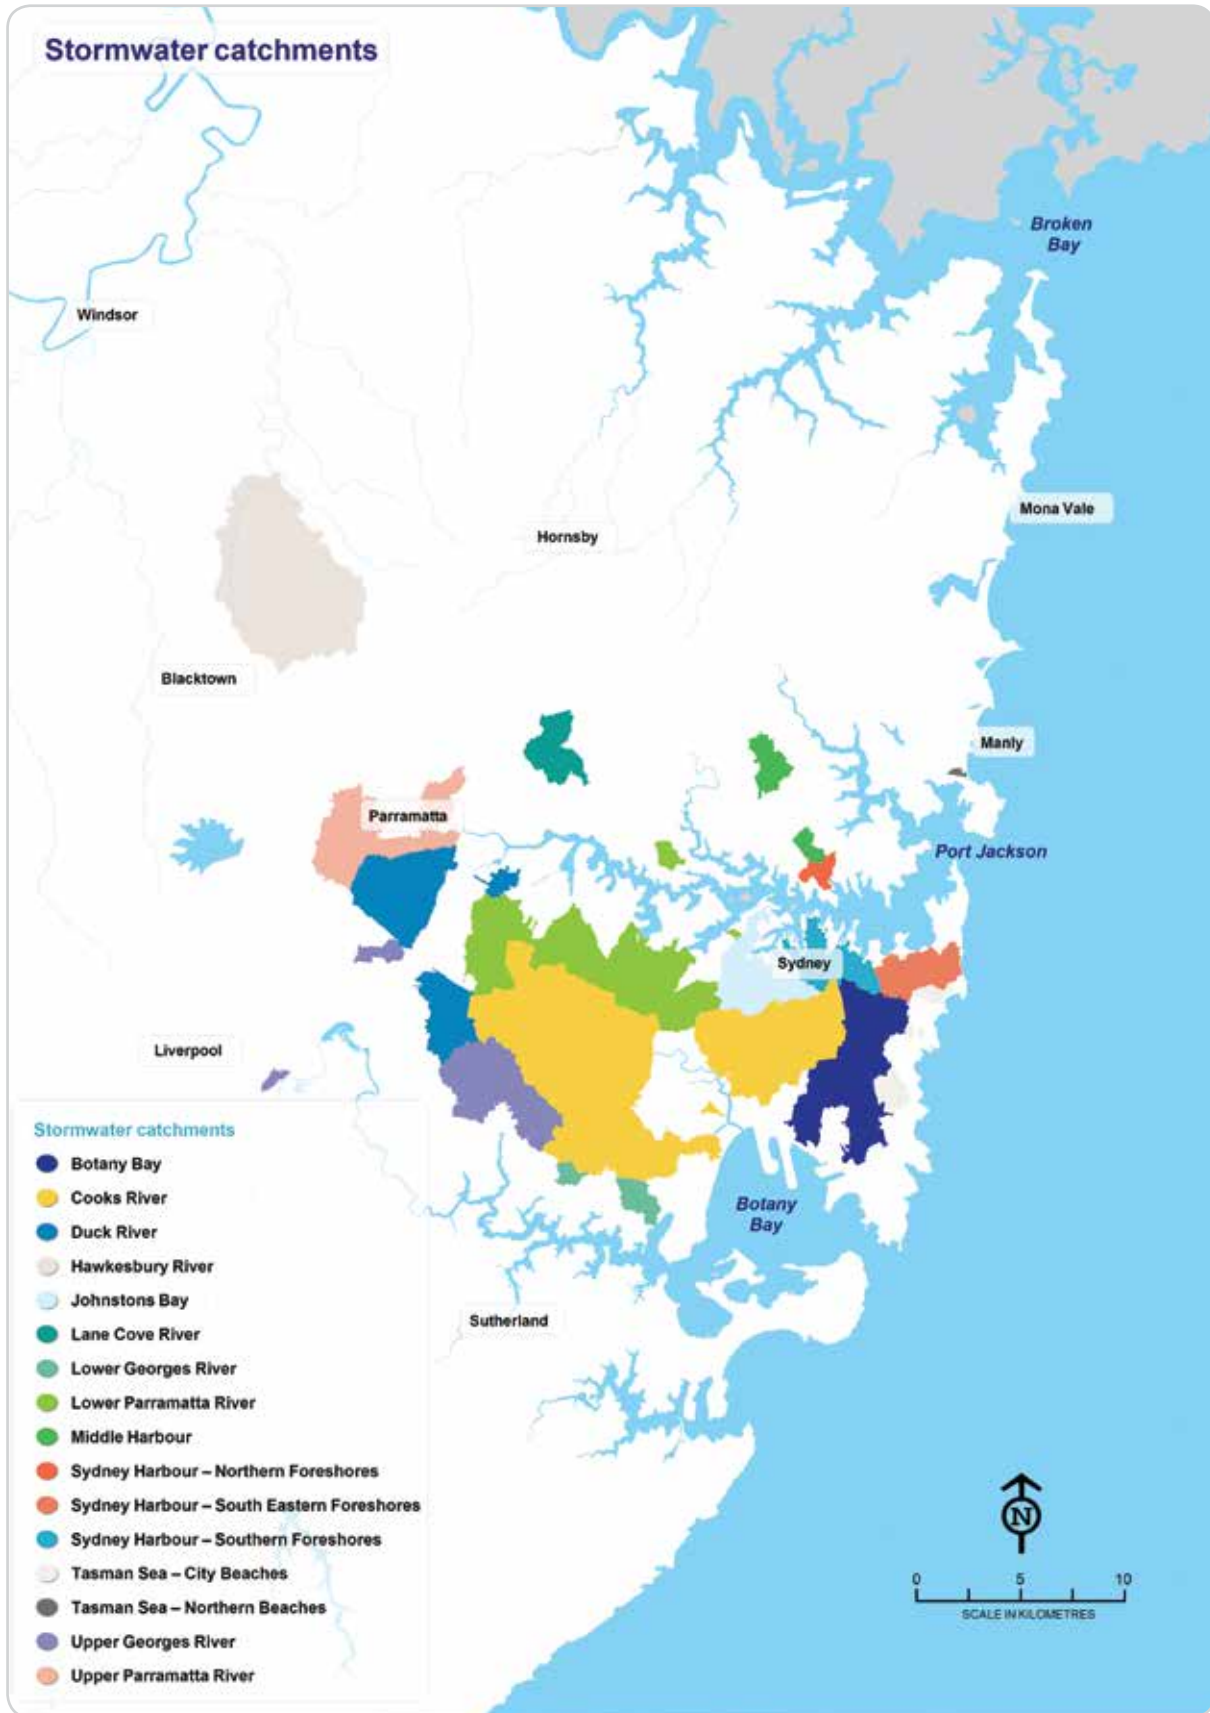 Stormwater catchments
Broken
Bay
Windsor
Mona Vale
Hornsby
Blacktown
Manly
Parramatta
Port Jackson
Sydney
Liverpool
Botany
Bay
Sutherland
Stormwater catchments
Botany Bay
Cooks River
Duck River
Hawkesbury River
Johnstons Bay
Lane Cove River
Lower Georges River
Lower Parramatta River
Middle Harbour
Sydney Harbour – Northern Foreshores
Sydney Harbour – South Eastern Foreshores
Sydney Harbour – Southern Foreshores
Tasman Sea – City Beaches
Tasman Sea – Northern Beaches
Upper Georges River
Upper Parramatta River
N
0 5 10
SCALE IN KILOMETRES